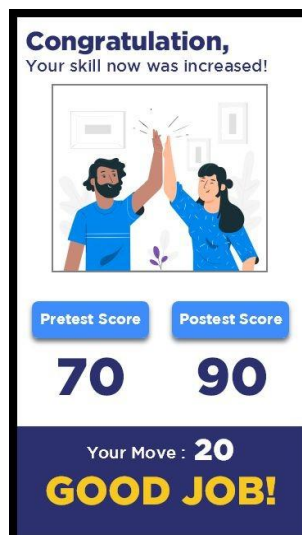 Congratulation,
Your skill now was increased!
Pretest Score Postest Score
70 90
Your Move : 20
GOOD JOB!